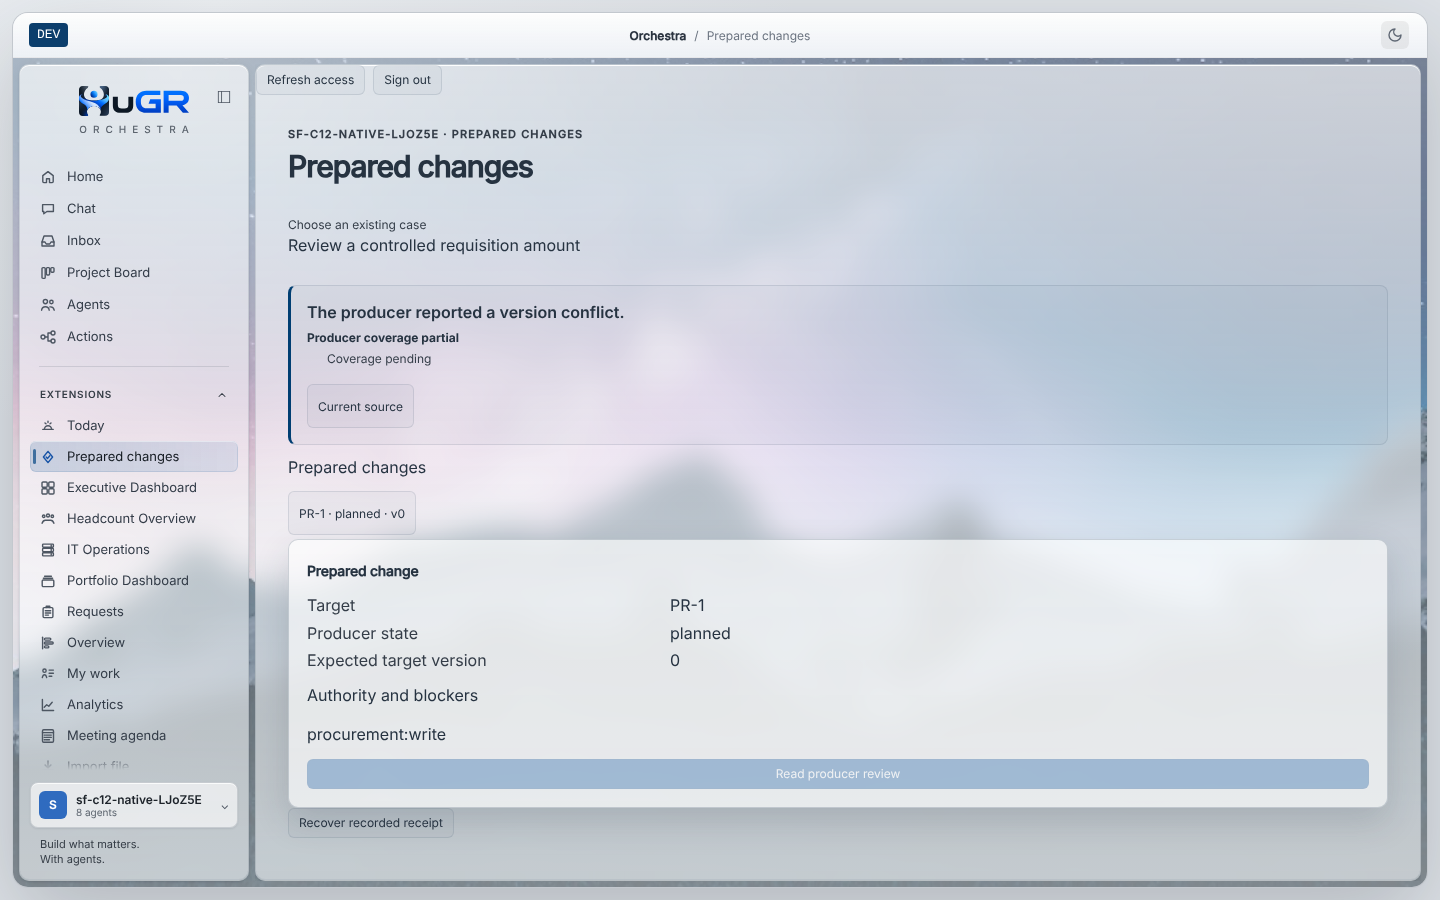 DEV
Orchestra / Prepared changes
uGR
ORCHESTRA
Home
Chat
Inbox
Project Board
Agents
Actions
EXTENSIONS
Today
Prepared changes
Executive Dashboard
Headcount Overview
IT Operations
Portfolio Dashboard
Requests
Overview
My work
Analytics
Meeting agenda
Import file
S
sf-c12-native-LJoZ5E
8 agents
Build what matters.
With agents.
Refresh access
Sign out
SF-C12-NATIVE-LJOZ5E · PREPARED CHANGES
Prepared changes
Choose an existing case
Review a controlled requisition amount
The producer reported a version conflict.
Producer coverage partial
Coverage pending
Current source
Prepared changes
PR-1 · planned · v0
Prepared change
Target PR-1
Producer state planned
Expected target version 0
Authority and blockers
procurement:write
Read producer review
Recover recorded receipt